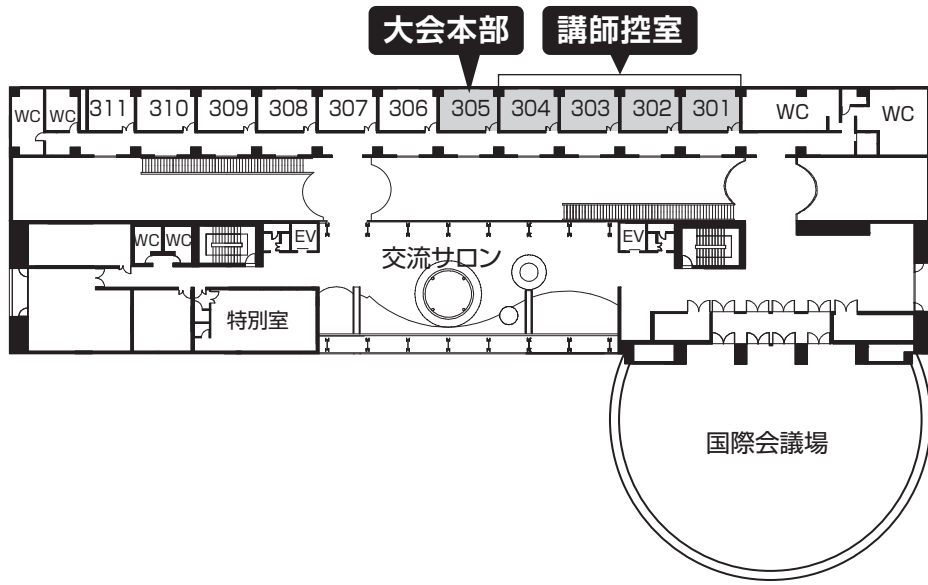 大会本部
講師控室
WC
WC
311
310
309
308
307
306
305
304
303
302
301
WC
WC
WC
WC
EV
EV
交流サロン
特別室
国際会議場